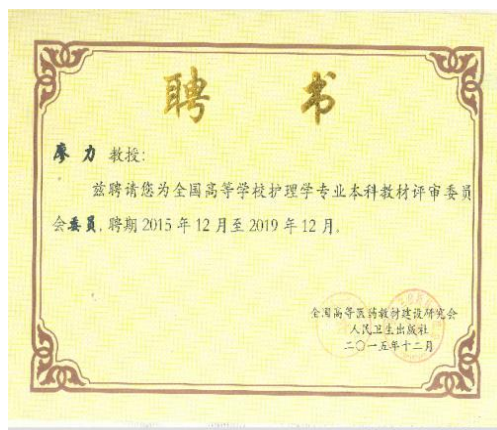 聘书
廖力 教授:
兹聘请您为全国高等学校护理学专业本科教材评审委员
会委员,聘期2015年12月至2019年12月。
全国高等医药教材建设研究会
人民卫生出版社
二〇一五年十二月